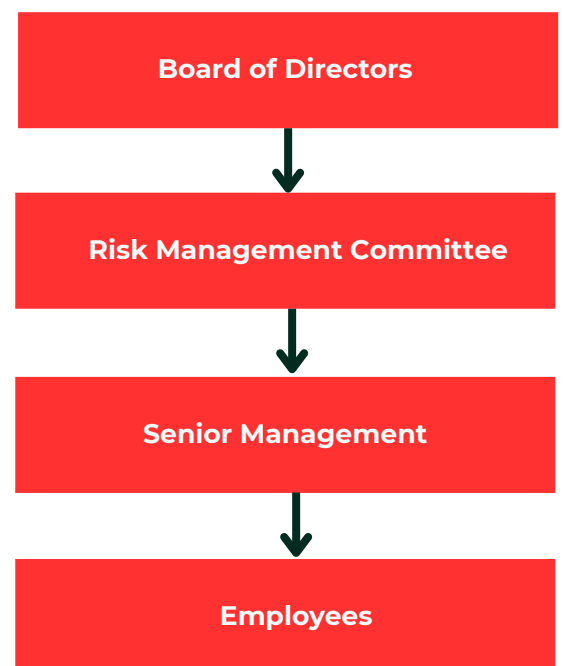 Board of Directors
Risk Management Committee
Senior Management
Employees